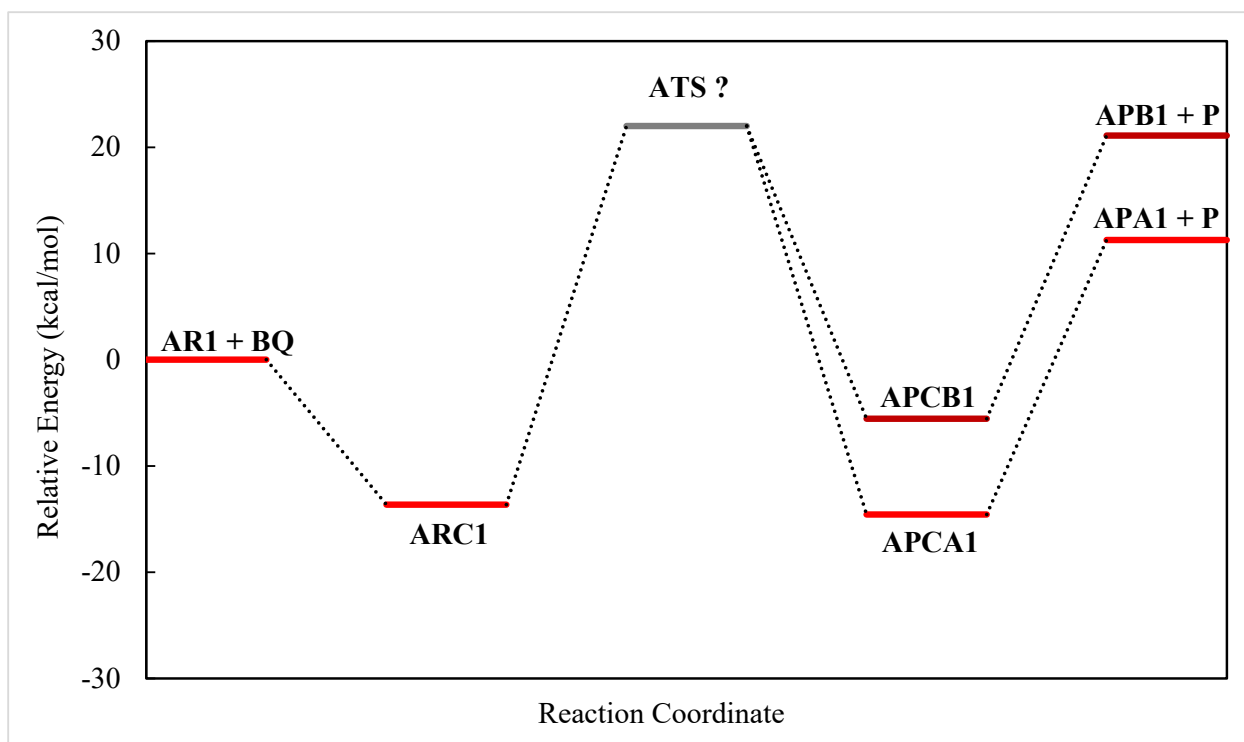 30
20
10
0
-10
-20
-30
Relative Energy (kcal/mol)
ATS ?
APB1 + P
APA1 + P
AR1 + BQ
APCB1
ARC1
APCA1
Reaction Coordinate